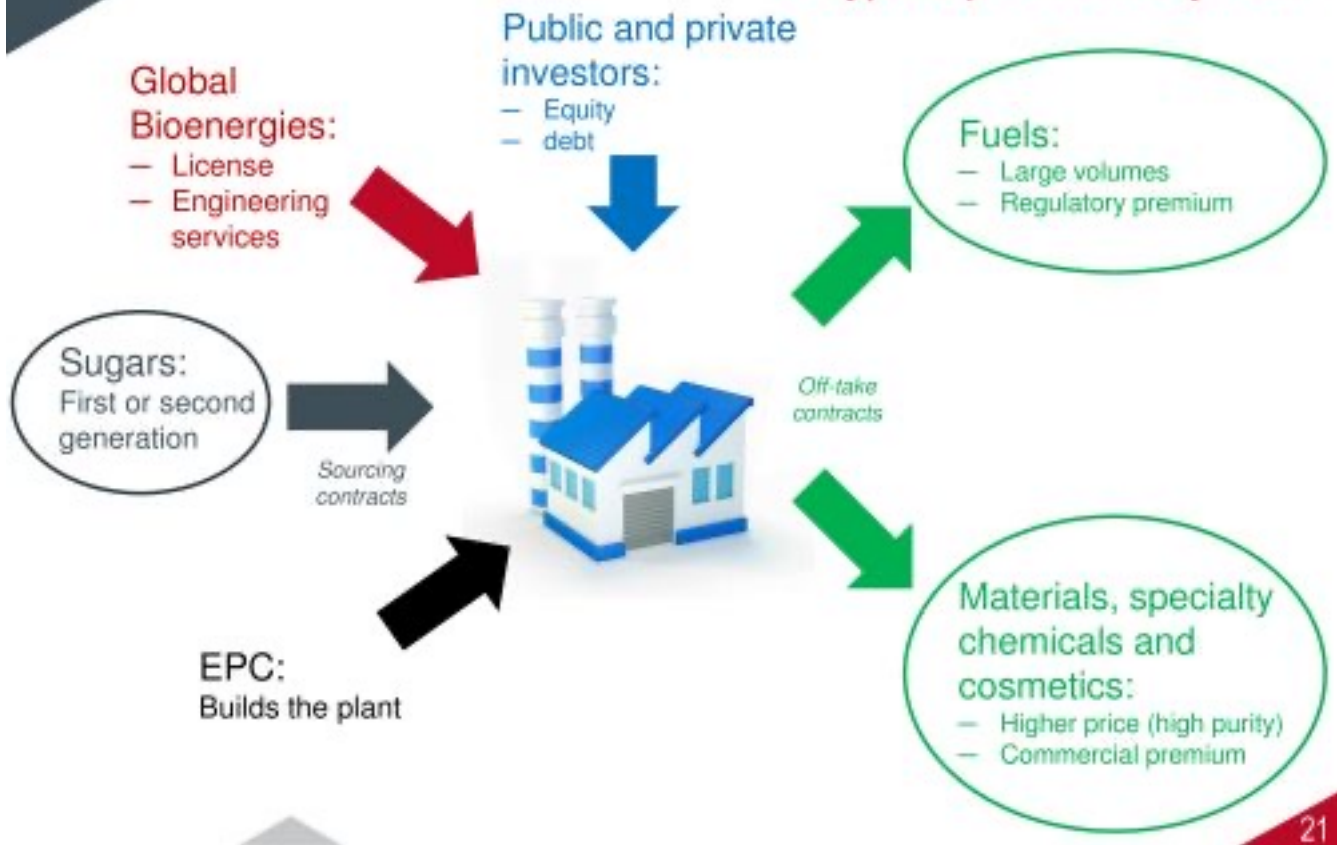 Public and private
investors:
— Equity
— debt
Global
Bioenergies:
— License
— Engineering
services
Fuels:
— Large volumes
— Regulatory premium
Sugars:
First or second
generation
Sourcing
contracts
Off-take
contracts
EPC:
Builds the plant
Materials, specialty
chemicals and
cosmetics:
— Higher price (high purity)
— Commercial premium
21